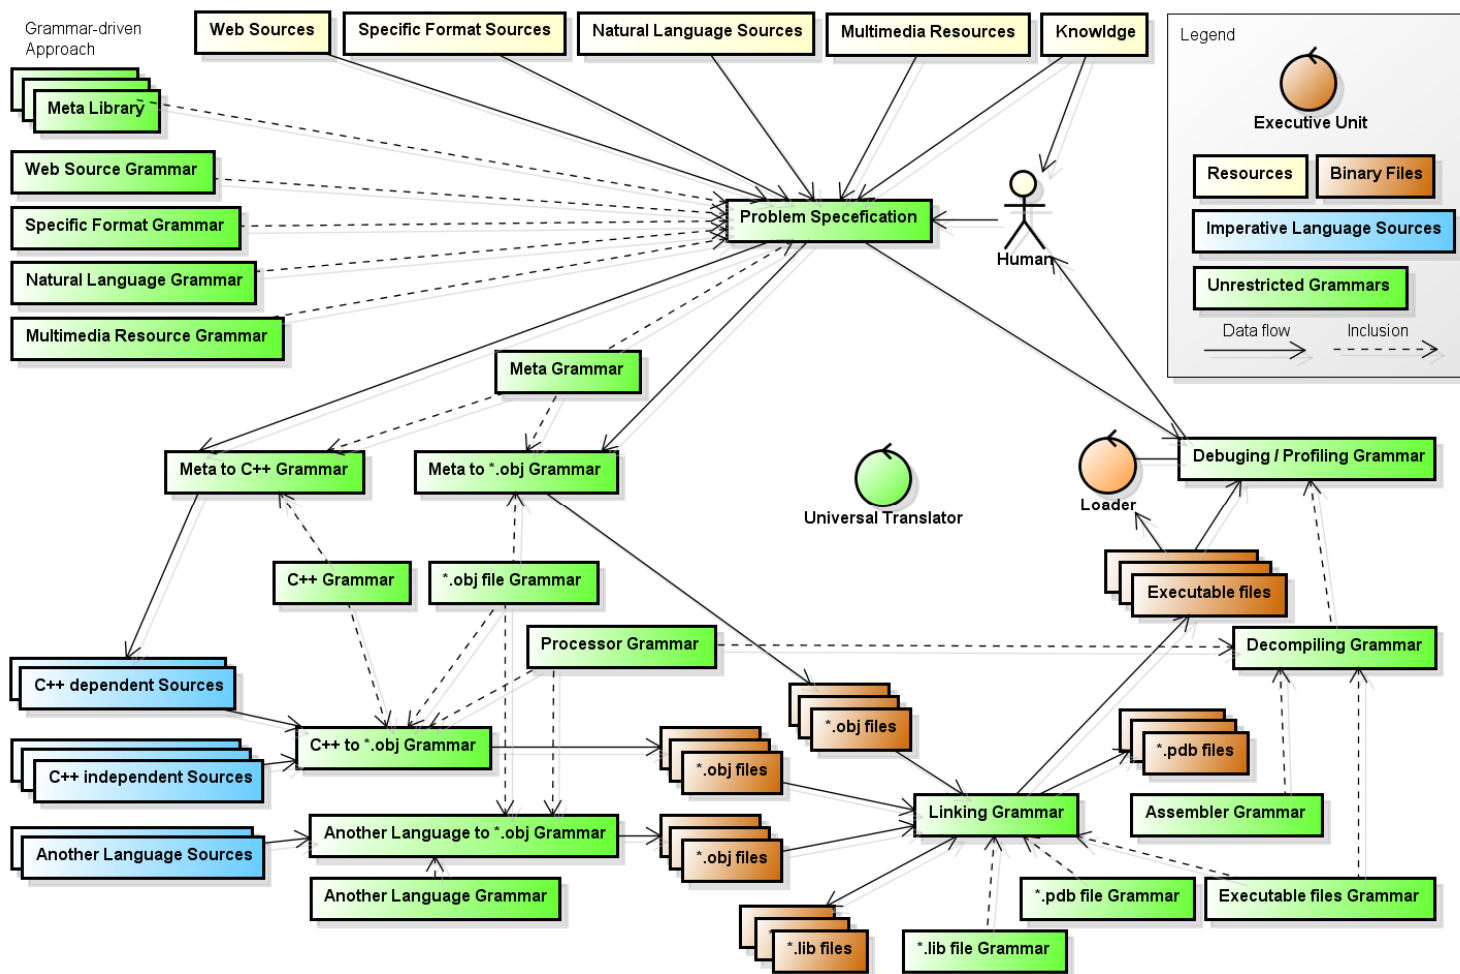 Grammar-driven
Approach
Web Sources
Specific Format Sources
Natural Language Sources
Multimedia Resources
Knowldge
Legend
Executive Unit
Resources
Binary Files
Imperative Language Sources
Unrestricted Grammars
Data flow
Inclusion
Meta Library
Web Source Grammar
Specific Format Grammar
Natural Language Grammar
Multimedia Resource Grammar
Problem Specefication
Human
Meta Grammar
Meta to C++ Grammar
Meta to *.obj Grammar
Universal Translator
Loader
Debuging / Profiling Grammar
C++ Grammar
*.obj file Grammar
Executable files
Processor Grammar
Decompiling Grammar
C++ dependent Sources
*.obj files
C++ to *.obj Grammar
*.pdb files
C++ independent Sources
*.obj files
Linking Grammar
Assembler Grammar
Another Language Sources
Another Language to *.obj Grammar
*.obj files
Another Language Grammar
*.pdb file Grammar
Executable files Grammar
*.lib files
*.lib file Grammar